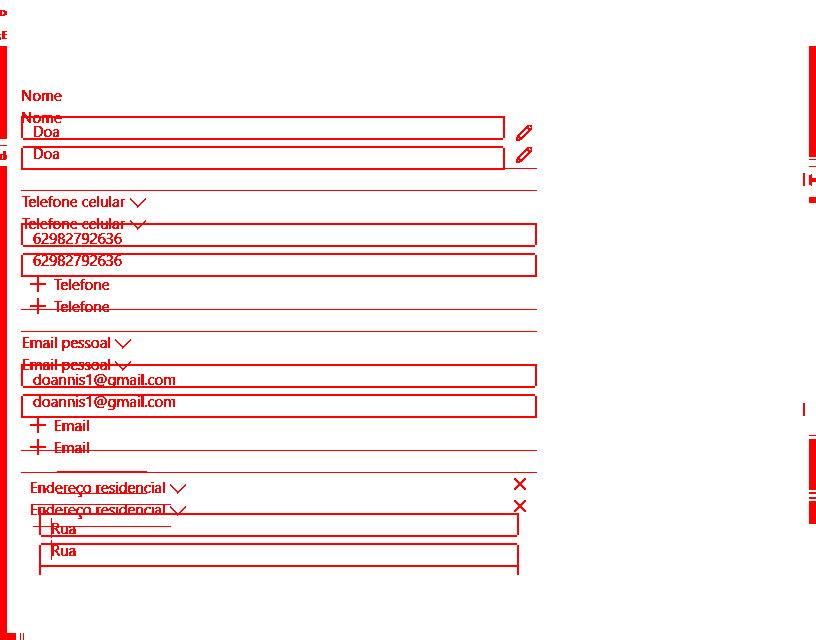 Nome
Nome
Doa
Doa
Telefone celular
Telefone celular
62982792636
62982792636
Telefone
Telefone
Email pessoal
Email pessoal
doannis1@gmail.com
doannis1@gmail.com
Email
Email
Endereço residencial
Endereço residencial
Rua
Rua